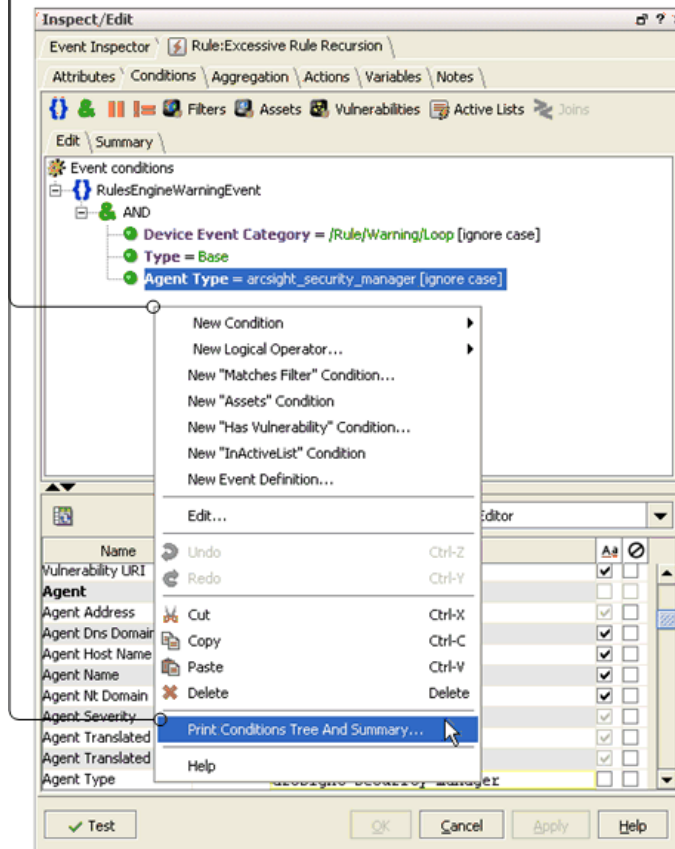 Inspect/Edit
Event Inspector Rule:Excessive Rule Recursion
Attributes Conditions Aggregation Actions Variables Notes
Filters Assets Vulnerabilities Active Lists Joins
Edit Summary
Event conditions
RulesEngineWarningEvent
AND
Device Event Category = /Rule/Warning/Loop [ignore case]
Type = Base
Agent Type = arcsight_security_manager [ignore case]
New Condition
New Logical Operator...
New "Matches Filter" Condition...
New "Assets" Condition
New "Has Vulnerability" Condition...
New "InActiveList" Condition
New Event Definition...
Edit... Editor
Name Aa
Undo Ctrl-Z
Vulnerability URI
Redo Ctrl-Y
Agent
Agent Address Cut Ctrl-X
Agent Dns Domain Copy Ctrl-C
Agent Host Name Paste Ctrl-V
Agent Name
Agent Nt Domain Delete Delete
Agent Severity
Agent Translated Print Conditions Tree And Summary...
Agent Translated Help
Agent Type
Test OK Cancel Apply Help